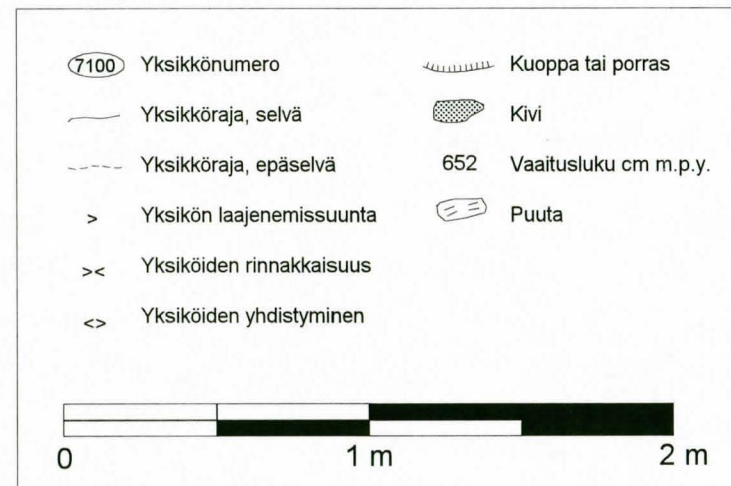 7100 Yksikkönumero
Yksikköraja, selvä
Yksikköraja, epäselvä
> Yksikön laajenemissuunta
>< Yksiköiden rinnakkaisuus
<> Yksiköiden yhdistyminen
Kuoppa tai porras
Kivi
652 Vaaitusluku cm m.p.y.
Puuta
0 1 m 2 m